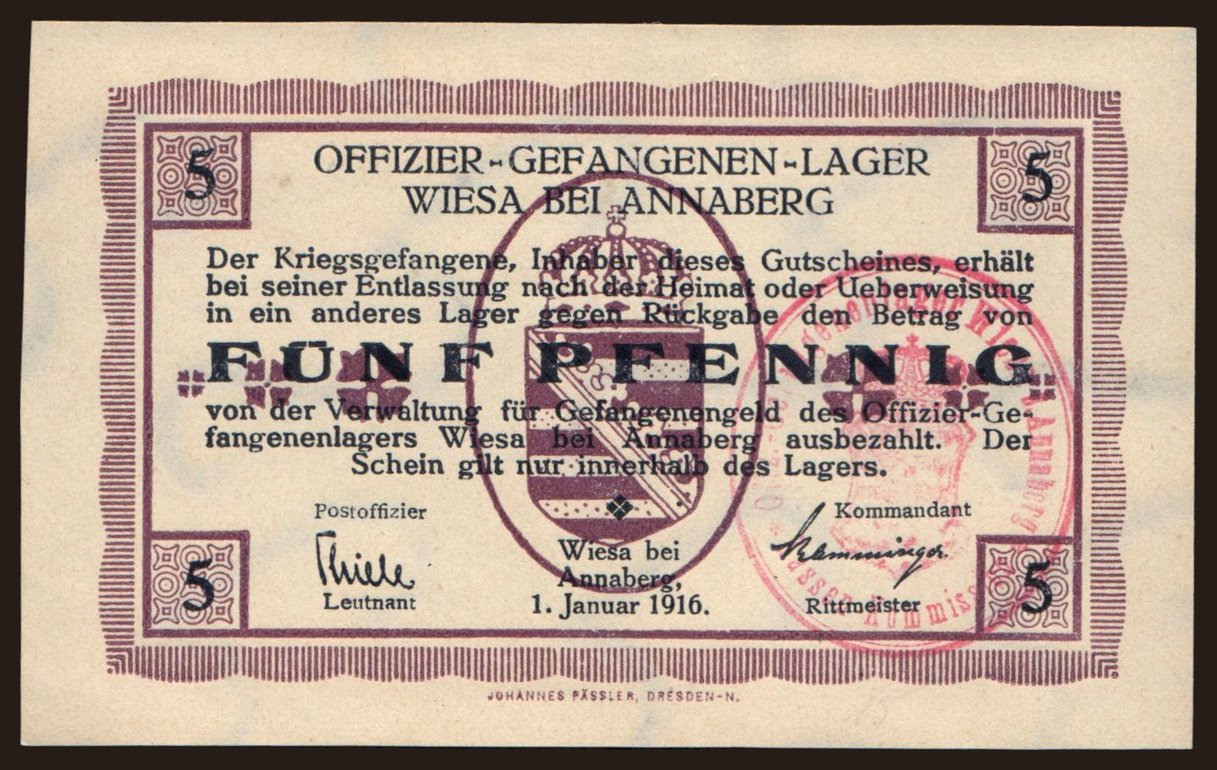 5
5
OFFIZIER-GEFANGENEN-LAGER
WIESA BEI ANNABERG
Der Kriegsgefangene, Inhaber dieses Gutscheines, erhält
bei seiner Entlassung nach der Heimat oder Ueberweisung
in ein anderes Lager gegen Rückgabe den Betrag von
FÜNF PFENNIG
von der Verwaltung für Gefangenengeld des Offizier-Ge-
fangenenlagers Wiesa bei Annaberg ausbezahlt. Der
Schein gilt nur innerhalb des Lagers.
Postoffizier
Kommandant
Thiele
Leutnant
Wiesa bei
Annaberg,
1. Januar 1916.
Rittmeister
5
5
Annaberg
JOHANNES PÄSSLER, DRESDEN-N.